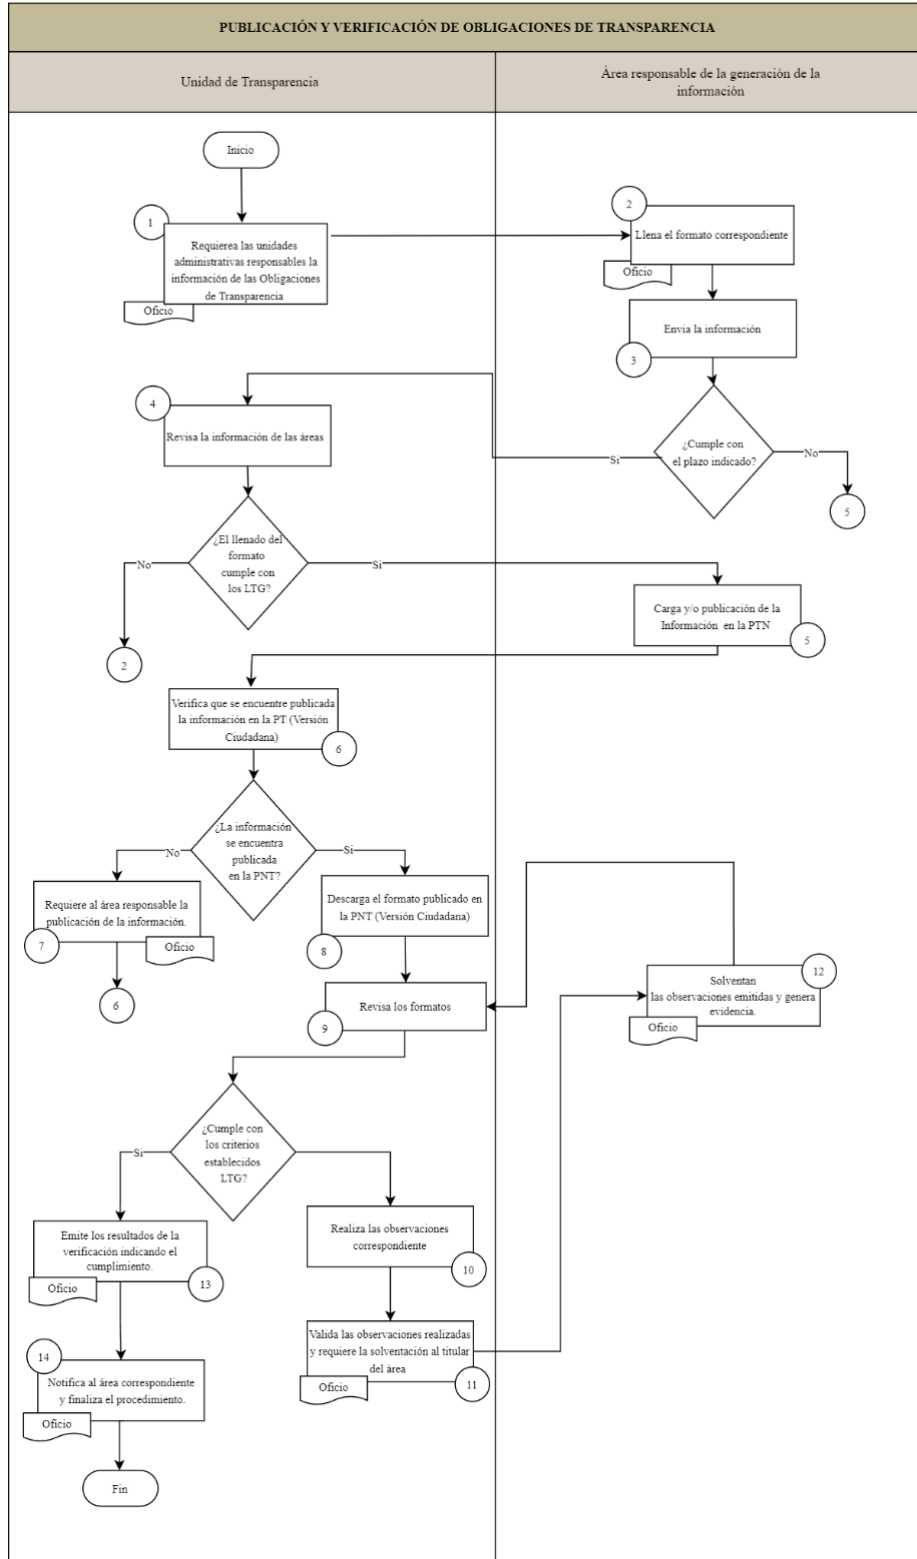 PUBLICACIÓN Y VERIFICACIÓN DE OBLIGACIONES DE TRANSPARENCIA
Unidad de Transparencia
Área responsable de la generación de la
información
Inicio
1
Requierea las unidades
administrativas responsables la
información de las Obligaciones
de Transparencia
Oficio
2
Llena el formato correspondiente
Oficio
Envia la información
3
¿Cumple con
el plazo indicado?
Si
No
5
4
Revisa la información de las áreas
¿El llenado del
formato
cumple con
los LTG?
No
Si
2
Carga y/o publicación de la
Información en la PTN
5
Verifica que se encuentre publicada
la información en la PT (Versión
Ciudadana)
6
¿La información
se encuentra
publicada
en la PNT?
No
Si
Requiere al área responsable la
publicación de la información.
7
Oficio
6
Descarga el formato publicado en
la PNT (Versión Ciudadana)
8
Revisa los formatos
9
12
Solventan
las observaciones emitidas y genera
evidencia.
Oficio
¿Cumple con
los criterios
establecidos
LTG?
Si
Emite los resultados de la
verificación indicando el
cumplimiento.
Oficio
13
Realiza las observaciones
correspondiente
10
Valida las observaciones realizadas
y requiere la solventación al titular
del área
Oficio
11
14
Notifica al área correspondiente
y finaliza el procedimiento.
Oficio
Fin